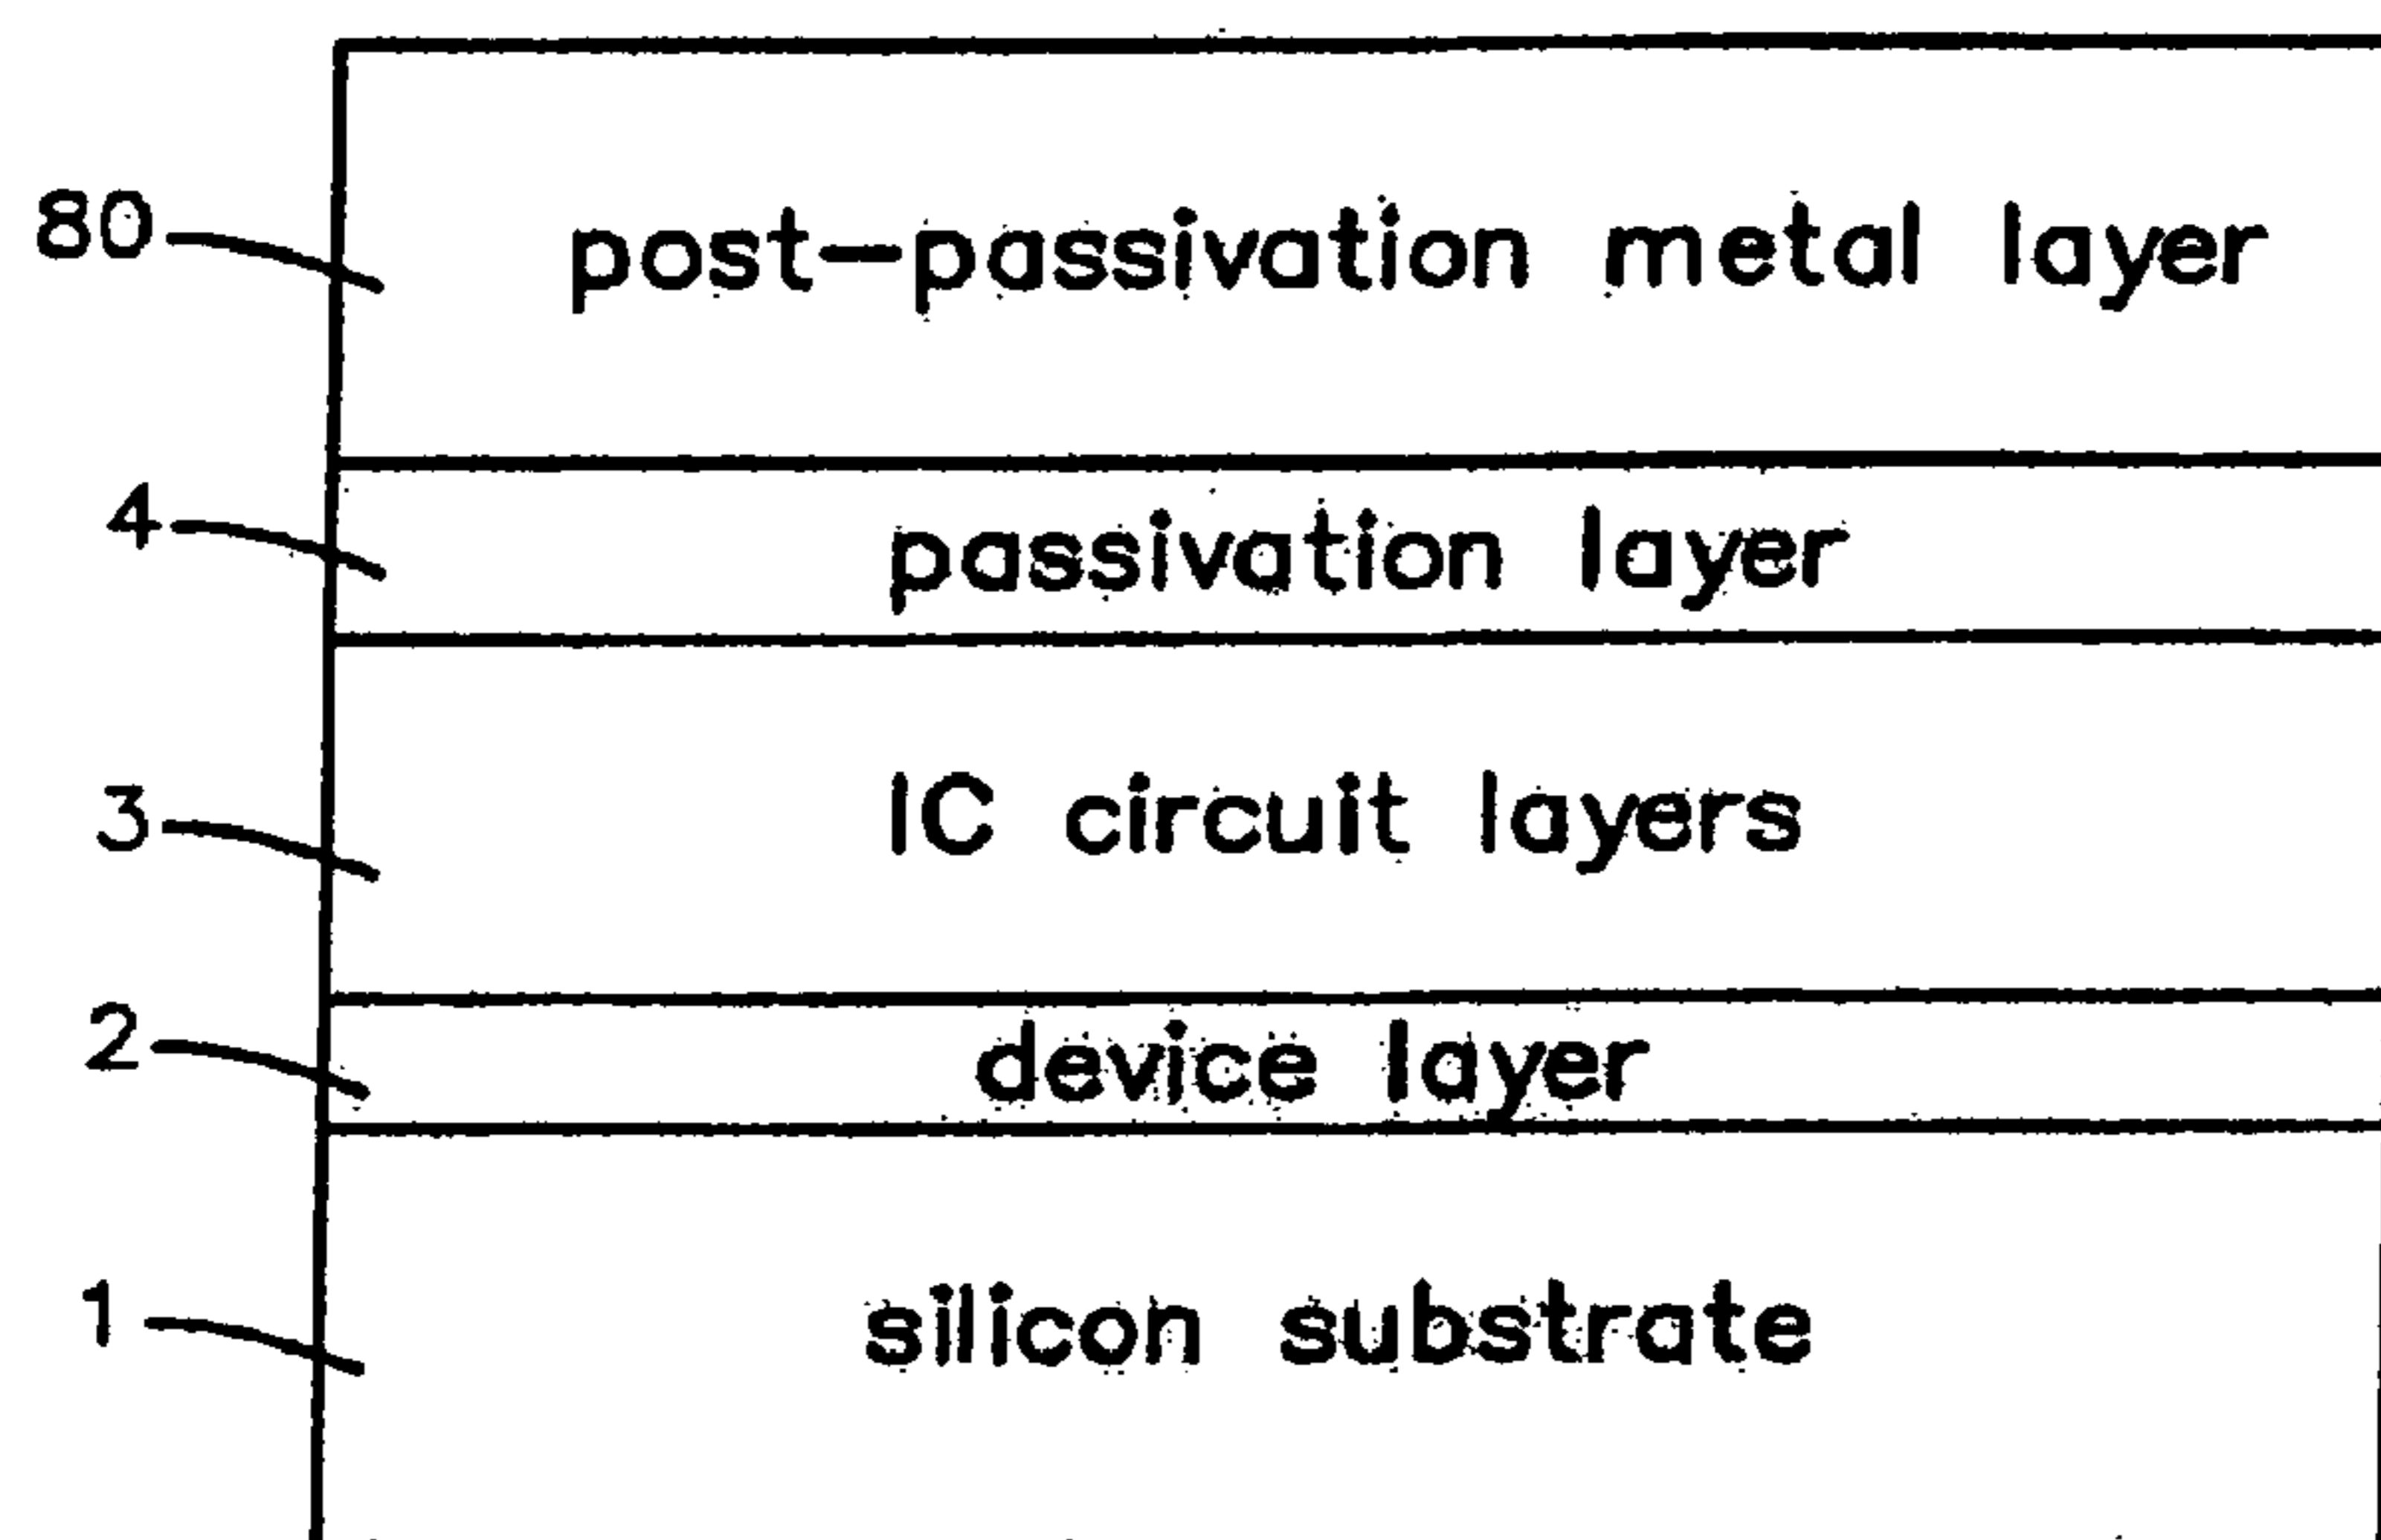 80 post-passivation metal layer
4 passivation layer
3 IC circuit layers
2 device layer
1 silicon substrate